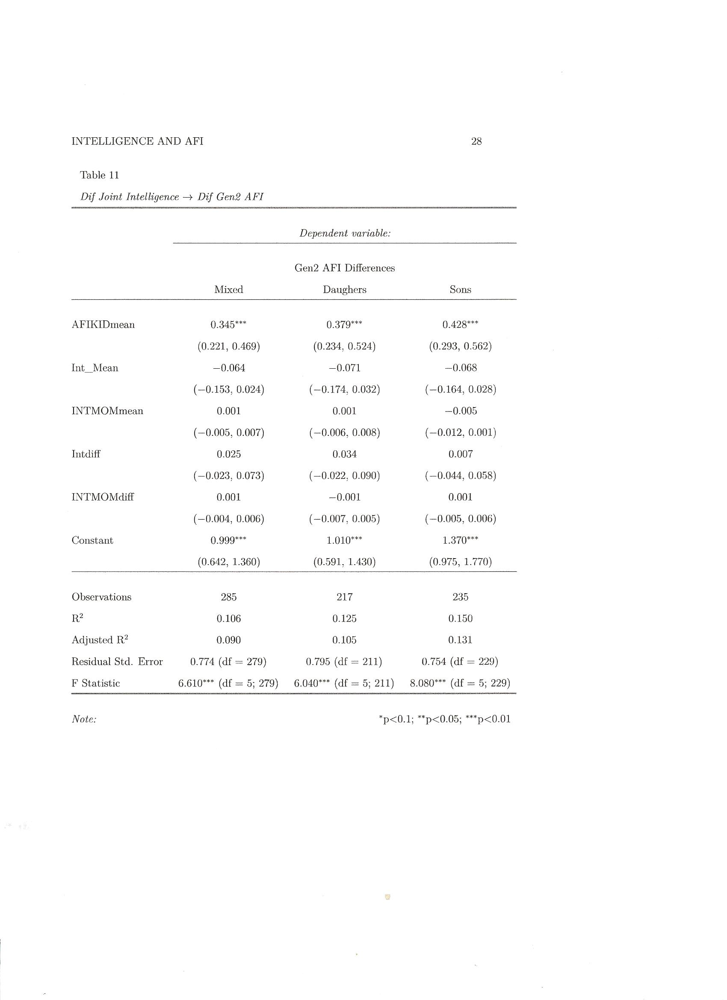 INTELLIGENCE AND AFI 28
Table 11
Dif Joint Intelligence → Dif Gen2 AFI
Dependent variable:
Gen2 AFI Differences
Mixed Daughers Sons
AFIKIDmean 0.345*** 0.379*** 0.428***
(0.221, 0.469) (0.234, 0.524) (0.293, 0.562)
Int_Mean −0.064 −0.071 −0.068
(−0.153, 0.024) (−0.174, 0.032) (−0.164, 0.028)
INTMOMmean 0.001 0.001 −0.005
(−0.005, 0.007) (−0.006, 0.008) (−0.012, 0.001)
Intdiff 0.025 0.034 0.007
(−0.023, 0.073) (−0.022, 0.090) (−0.044, 0.058)
INTMOMdiff 0.001 −0.001 0.001
(−0.004, 0.006) (−0.007, 0.005) (−0.005, 0.006)
Constant 0.999*** 1.010*** 1.370***
(0.642, 1.360) (0.591, 1.430) (0.975, 1.770)
Observations 285 217 235
R² 0.106 0.125 0.150
Adjusted R² 0.090 0.105 0.131
Residual Std. Error 0.774 (df = 279) 0.795 (df = 211) 0.754 (df = 229)
F Statistic 6.610*** (df = 5; 279) 6.040*** (df = 5; 211) 8.080*** (df = 5; 229)
Note: *p<0.1; **p<0.05; ***p<0.01